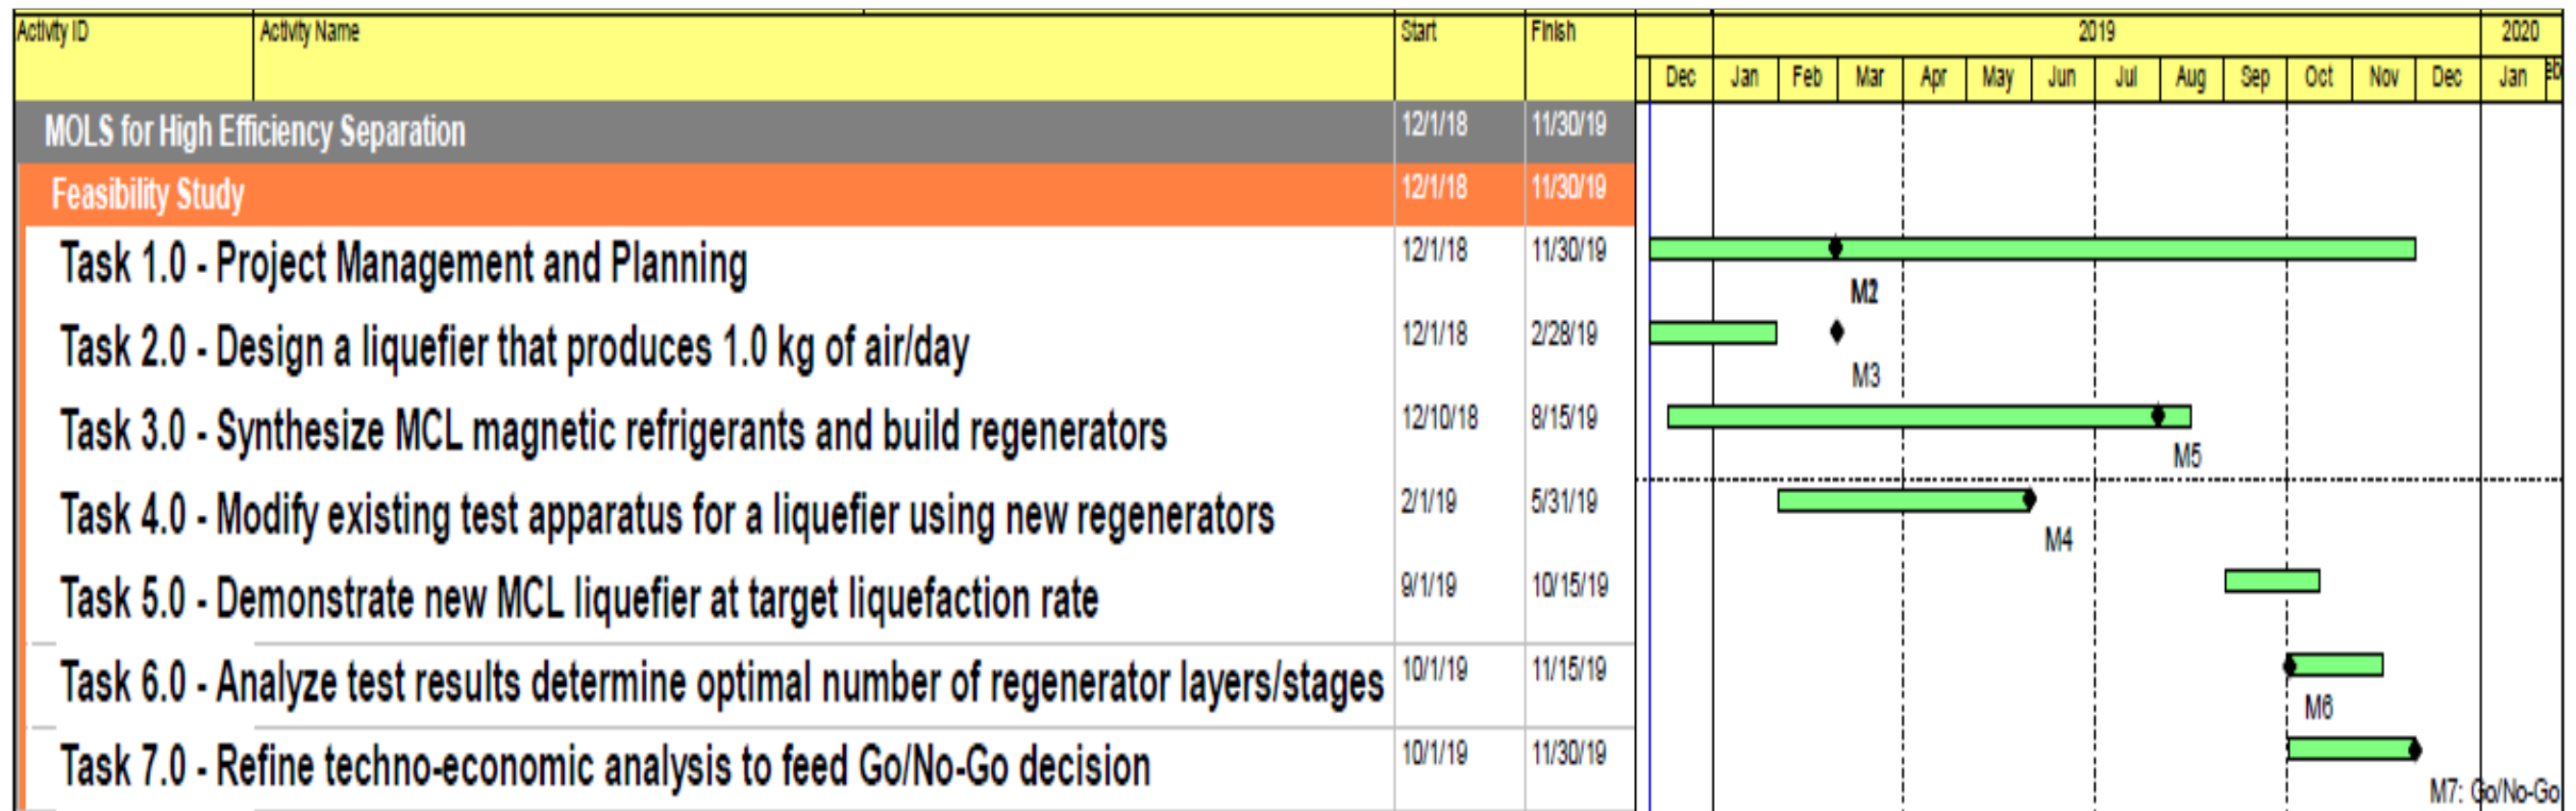 Activity ID Activity Name Start Finish 2019 2020
Dec Jan Feb Mar Apr May Jun Jul Aug Sep Oct Nov Dec Jan eb
MOLS for High Efficiency Separation 12/1/18 11/30/19
Feasibility Study 12/1/18 11/30/19
Task 1.0 - Project Management and Planning 12/1/18 11/30/19
M2
Task 2.0 - Design a liquefier that produces 1.0 kg of air/day 12/1/18 2/28/19
M3
Task 3.0 - Synthesize MCL magnetic refrigerants and build regenerators 12/10/18 8/15/19
M5
Task 4.0 - Modify existing test apparatus for a liquefier using new regenerators 2/1/19 5/31/19
M4
Task 5.0 - Demonstrate new MCL liquefier at target liquefaction rate 9/1/19 10/15/19
Task 6.0 - Analyze test results determine optimal number of regenerator layers/stages 10/1/19 11/15/19
M6
Task 7.0 - Refine techno-economic analysis to feed Go/No-Go decision 10/1/19 11/30/19
M7: Go/No-Go